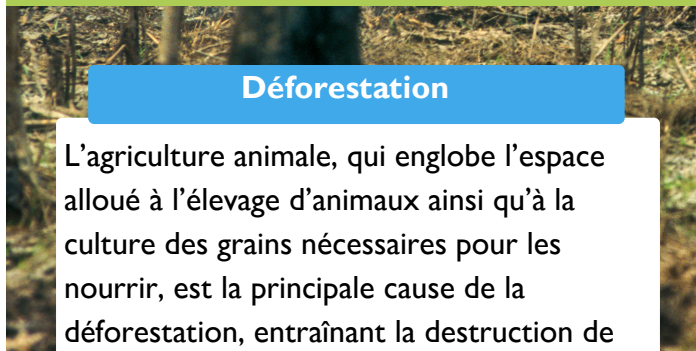 Déforestation
L’agriculture animale, qui englobe l’espace
alloué à l’élevage d’animaux ainsi qu’à la
culture des grains nécessaires pour les
nourrir, est la principale cause de la
déforestation, entraînant la destruction de